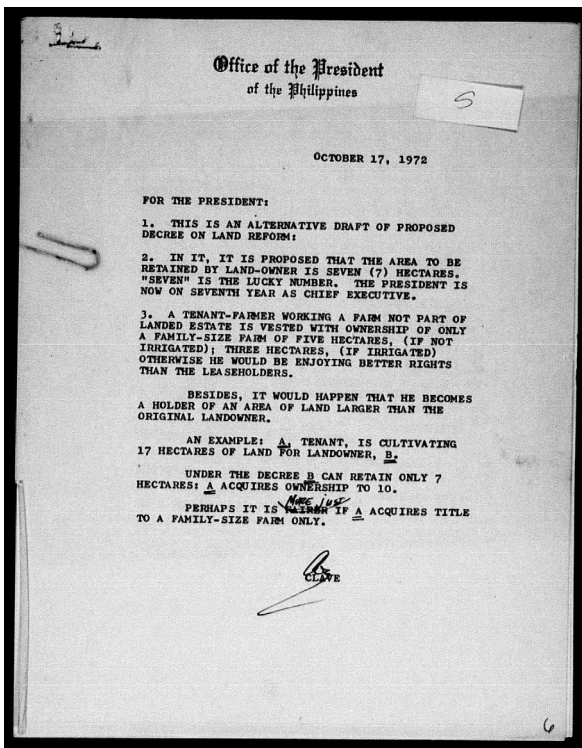 Office of the President
of the Philippines
S
OCTOBER 17, 1972
FOR THE PRESIDENT:
1. THIS IS AN ALTERNATIVE DRAFT OF PROPOSED
DECREE ON LAND REFORM:
2. IN IT, IT IS PROPOSED THAT THE AREA TO BE
RETAINED BY LAND-OWNER IS SEVEN (7) HECTARES.
"SEVEN" IS THE LUCKY NUMBER. THE PRESIDENT IS
NOW ON SEVENTH YEAR AS CHIEF EXECUTIVE.
3. A TENANT-FARMER WORKING A FARM NOT PART OF
LANDED ESTATE IS VESTED WITH OWNERSHIP OF ONLY
A FAMILY-SIZE FARM OF FIVE HECTARES, (IF NOT
IRRIGATED); THREE HECTARES, (IF IRRIGATED)
OTHERWISE HE WOULD BE ENJOYING BETTER RIGHTS
THAN THE LEASEHOLDERS.
BESIDES, IT WOULD HAPPEN THAT HE BECOMES
A HOLDER OF AN AREA OF LAND LARGER THAN THE
ORIGINAL LANDOWNER.
AN EXAMPLE: A, TENANT, IS CULTIVATING
17 HECTARES OF LAND FOR LANDOWNER, B.
UNDER THE DECREE B CAN RETAIN ONLY 7
HECTARES: A ACQUIRES OWNERSHIP TO 10.
More just
PERHAPS IT IS FAIRER IF A ACQUIRES TITLE
TO A FAMILY-SIZE FARM ONLY.
CLAVE
6